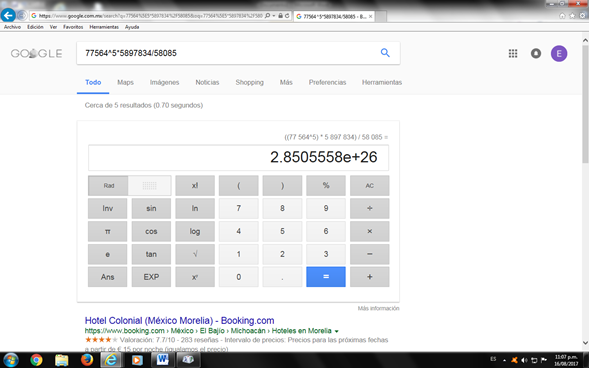 https://www.google.com.mx/search?q=77564%5E5*5897834%2F58085&oq=77564%5E5*5897834%2F5808
77564^5*5897834/58085 - B...
Archivo Edición Ver Favoritos Herramientas Ayuda
GOOGLE
77564^5*5897834/58085
E
Todo Maps Imágenes Noticias Shopping Más Preferencias Herramientas
Cerca de 5 resultados (0.70 segundos)
((77 564^5) * 5 897 834) / 58 085 =
2.8505558e+26
Rad x! ( ) % AC
Inv sin ln 7 8 9 ÷
π cos log 4 5 6 ×
e tan √ 1 2 3 −
Ans EXP xʸ 0 . = +
Más información
Hotel Colonial (México Morelia) - Booking.com
https://www.booking.com › México › El Bajío › Michoacán › Hoteles en Morelia
Valoración: 7.7/10 - 283 reseñas - Intervalo de precios: Precios para las próximas fechas
a partir de € 15 por noche (igualamos el precio)
ES 11:07 p.m.
16/08/2017